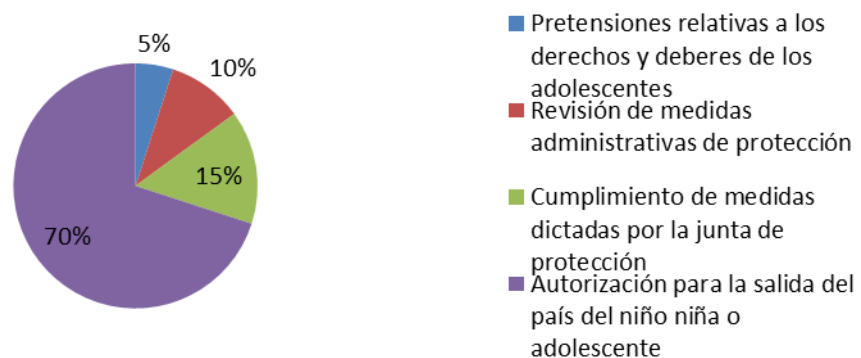 5%
10%
15%
70%
Pretensiones relativas a los
derechos y deberes de los
adolescentes
Revisión de medidas
administrativas de protección
Cumplimiento de medidas
dictadas por la junta de
protección
Autorización para la salida del
país del niño niña o
adolescente